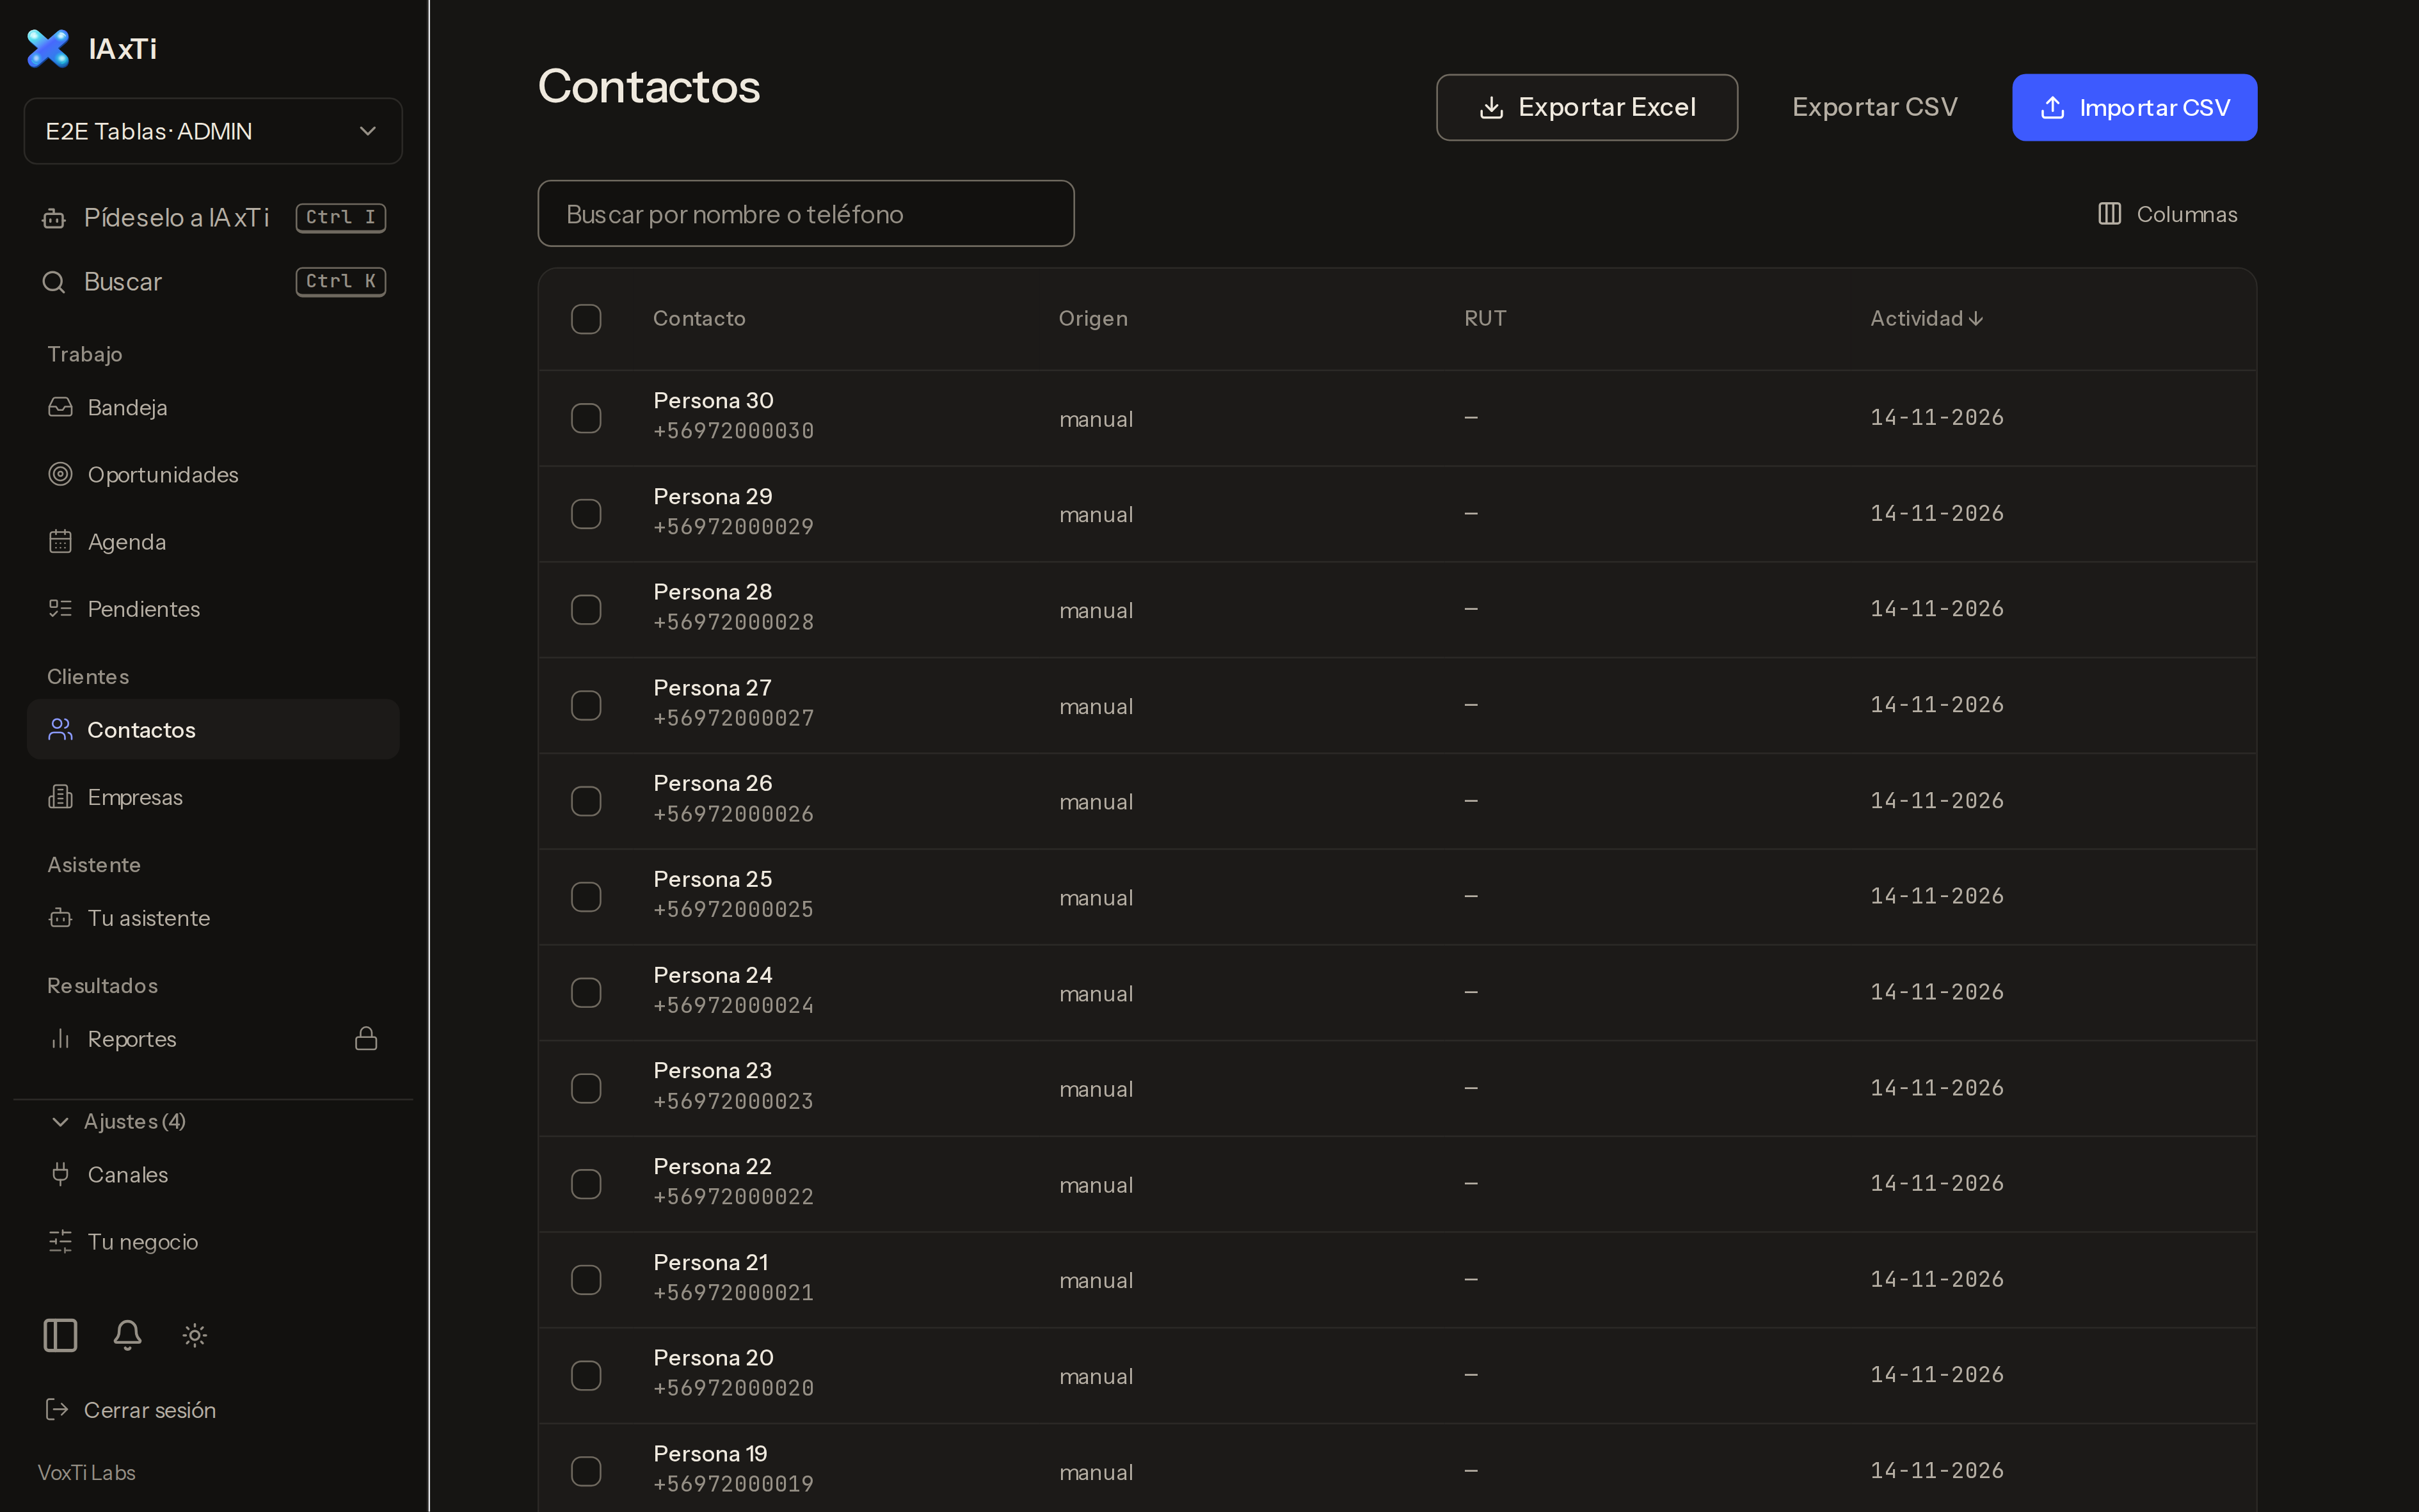 IAxTi
E2E Tablas · ADMIN
Pídeselo a IAxTi Ctrl I
Buscar Ctrl K
Trabajo
Bandeja
Oportunidades
Agenda
Pendientes
Clientes
Contactos
Empresas
Asistente
Tu asistente
Resultados
Reportes
Ajustes (4)
Canales
Tu negocio
Cerrar sesión
VoxTi Labs
Contactos
Exportar Excel Exportar CSV Importar CSV
Buscar por nombre o teléfono Columnas
Contacto Origen RUT Actividad ↓
Persona 30
+56972000030 manual — 14-11-2026
Persona 29
+56972000029 manual — 14-11-2026
Persona 28
+56972000028 manual — 14-11-2026
Persona 27
+56972000027 manual — 14-11-2026
Persona 26
+56972000026 manual — 14-11-2026
Persona 25
+56972000025 manual — 14-11-2026
Persona 24
+56972000024 manual — 14-11-2026
Persona 23
+56972000023 manual — 14-11-2026
Persona 22
+56972000022 manual — 14-11-2026
Persona 21
+56972000021 manual — 14-11-2026
Persona 20
+56972000020 manual — 14-11-2026
Persona 19
+56972000019 manual — 14-11-2026